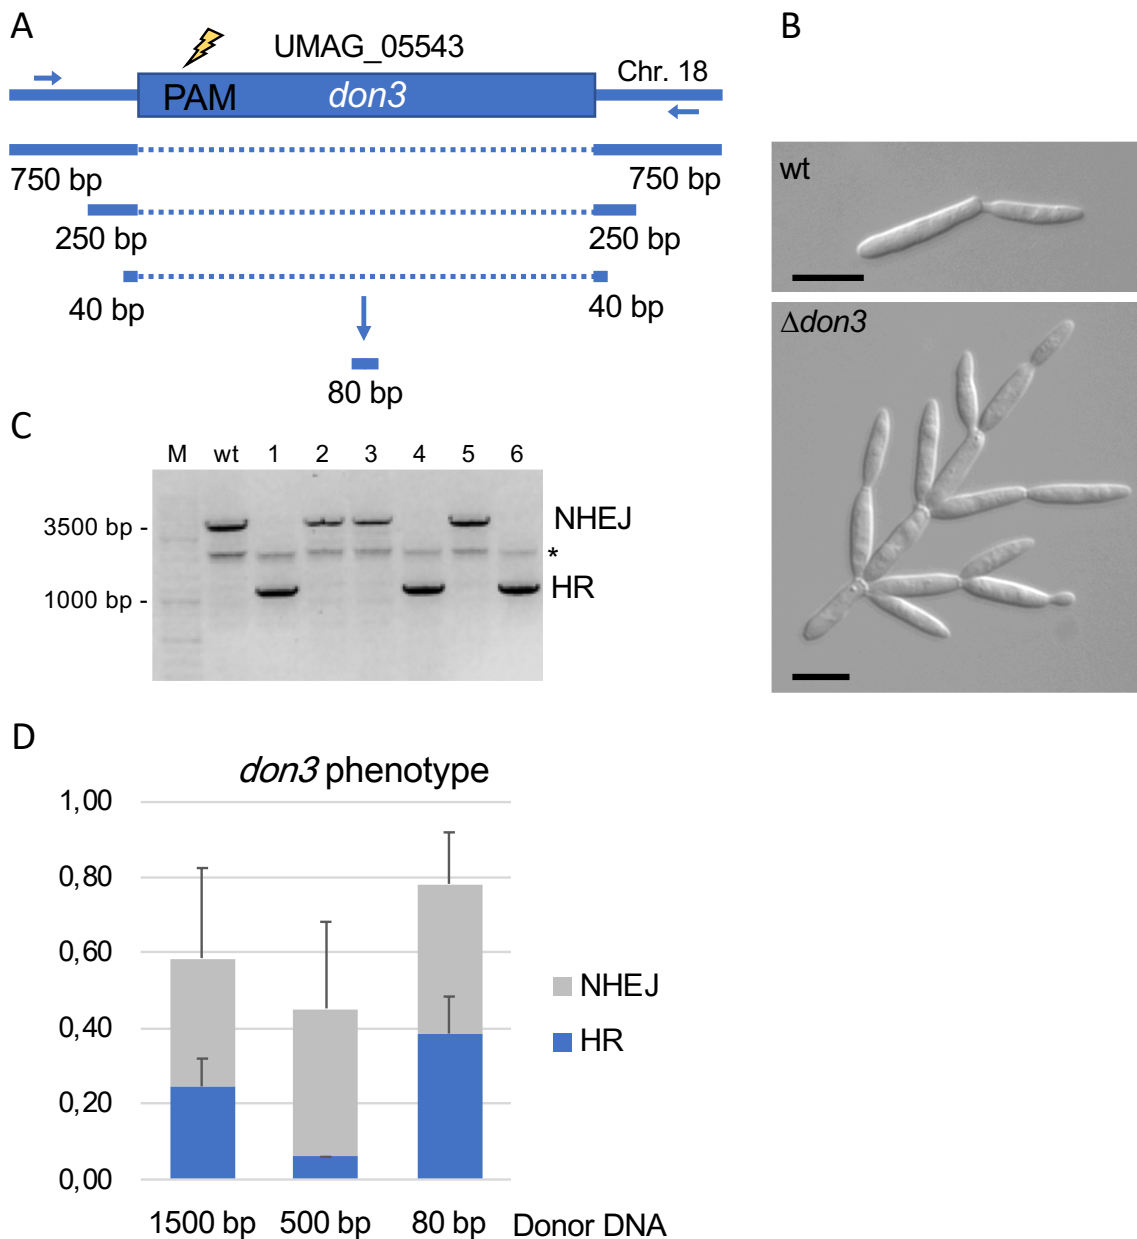 A
UMAG_05543
Chr. 18
PAM
don3
750 bp
750 bp
250 bp
250 bp
40 bp
40 bp
80 bp
B
wt
Δdon3
C
M wt 1 2 3 4 5 6
3500 bp -
NHEJ
*
1000 bp -
HR
D
don3 phenotype
1,00
0,80
0,60
0,40
0,20
0,00
NHEJ
HR
1500 bp 500 bp 80 bp Donor DNA